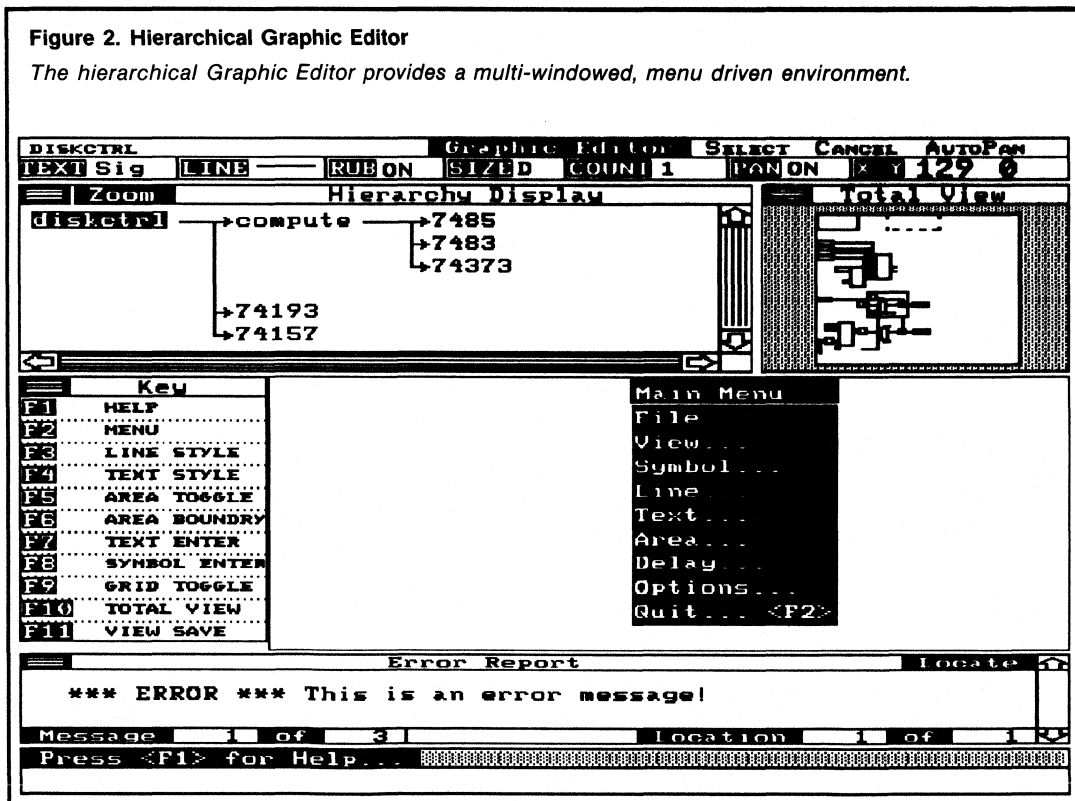 Figure 2. Hierarchical Graphic Editor
The hierarchical Graphic Editor provides a multi-windowed, menu driven environment.
DISKCTRL Graphic Editor SELECT CANCEL AUTOPAN
TEXT Sig LINE RUB ON SIZE D COUNT 1 PAN ON X Y 129 0
Zoom Hierarchy Display Total View
diskctrl compute 7485
7483
74373
74193
74157
Key
F1 HELP
F2 MENU
F3 LINE STYLE
F4 TEXT STYLE
F5 AREA TOGGLE
F6 AREA BOUNDRY
F7 TEXT ENTER
F8 SYMBOL ENTER
F9 GRID TOGGLE
F10 TOTAL VIEW
F11 VIEW SAVE
Main Menu
File
View...
Symbol...
Line...
Text...
Area...
Delay...
Options...
Quit... <F2>
Error Report Locate
*** ERROR *** This is an error message!
Message 1 of 3 Location 1 of 1
Press <F1> for Help...